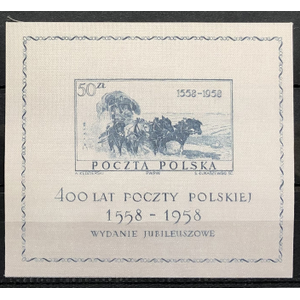 50 ZŁ
1558-1958
POCZTA POLSKA
400 LAT POCZTY POLSKIEJ
1558 - 1958
WYDANIE JUBILEUSZOWE